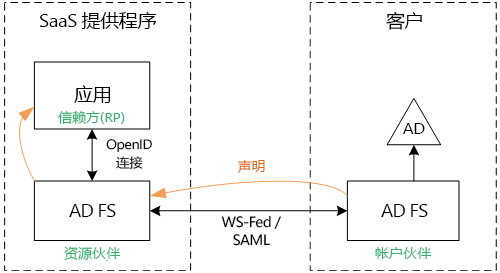 SaaS 提供程序
客户
应用
信赖方(RP)
AD
OpenID
连接
声明
AD FS
WS-Fed /
SAML
AD FS
资源伙伴
帐户伙伴